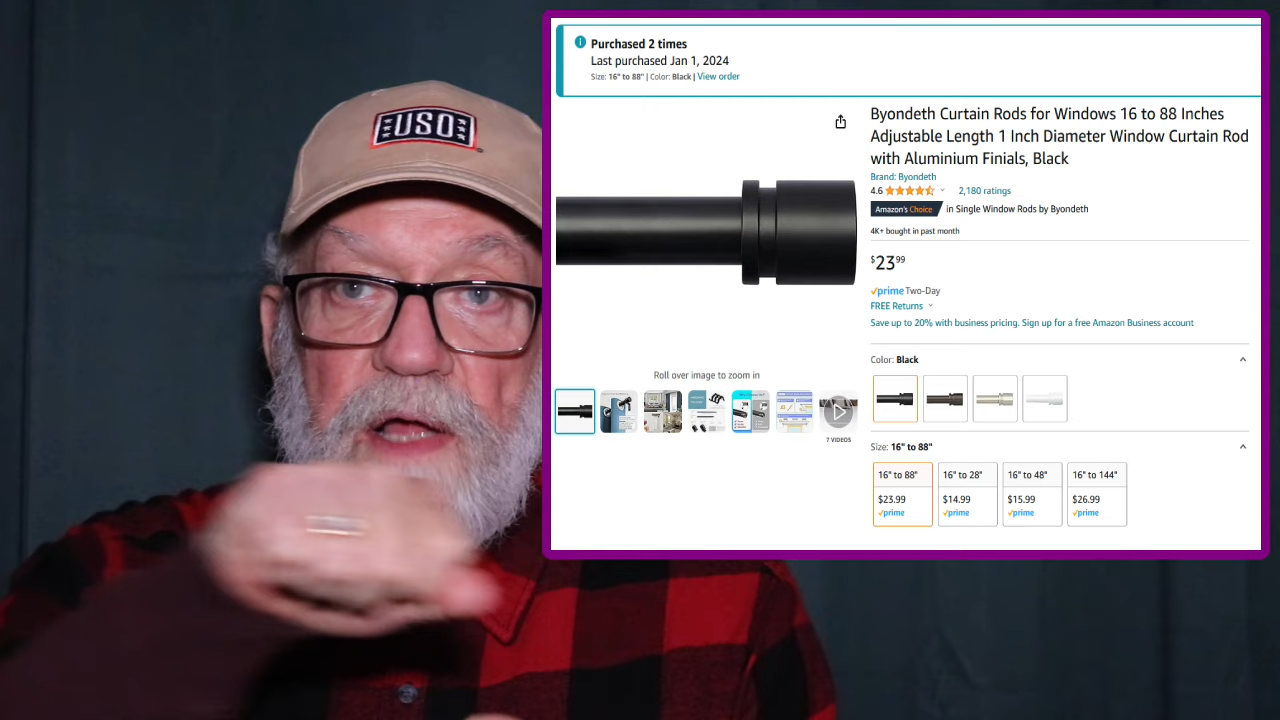 USO
Purchased 2 times
Last purchased Jan 1, 2024
Size: 16" to 88" | Color: Black | View order
Byondeth Curtain Rods for Windows 16 to 88 Inches
Adjustable Length 1 Inch Diameter Window Curtain Rod
with Aluminium Finials, Black
Brand: Byondeth
4.6 2,180 ratings
Amazon's Choice in Single Window Rods by Byondeth
4K+ bought in past month
$2399
prime Two-Day
FREE Returns
Save up to 20% with business pricing. Sign up for a free Amazon Business account
Roll over image to zoom in
7 VIDEOS
Color: Black
Size: 16" to 88"
16" to 88" 16" to 28" 16" to 48" 16" to 144"
$23.99 $14.99 $15.99 $26.99
prime prime prime prime